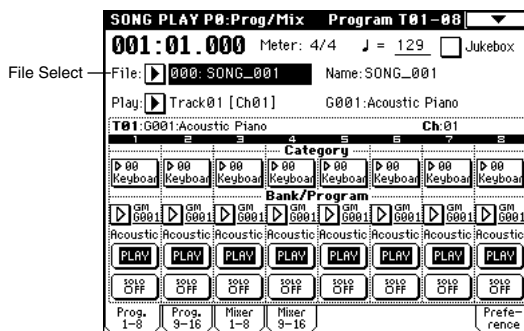 SONG PLAY P0:Prog/Mix Program T01-08
001:01.000 Meter: 4/4 ♩= 129 Jukebox
File Select
File: 000: SONG_001 Name: SONG_001
Play: Track01 [Ch01] G001:Acoustic Piano
T01:G001:Acoustic Piano Ch:01
1 2 3 4 5 6 7 8
Category
00 00 00 00 00 00 00 00
Keyboar Keyboar Keyboar Keyboar Keyboar Keyboar Keyboar Keyboar
Bank/Program
GM GM GM GM GM GM GM GM
G001 G001 G001 G001 G001 G001 G001 G001
Acoustic Acoustic Acoustic Acoustic Acoustic Acoustic Acoustic Acoustic
PLAY PLAY PLAY PLAY PLAY PLAY PLAY PLAY
SOLO SOLO SOLO SOLO SOLO SOLO SOLO SOLO
OFF OFF OFF OFF OFF OFF OFF OFF
Prog. Prog. Mixer Mixer Prefe-
1-8 9-16 1-8 9-16 rence